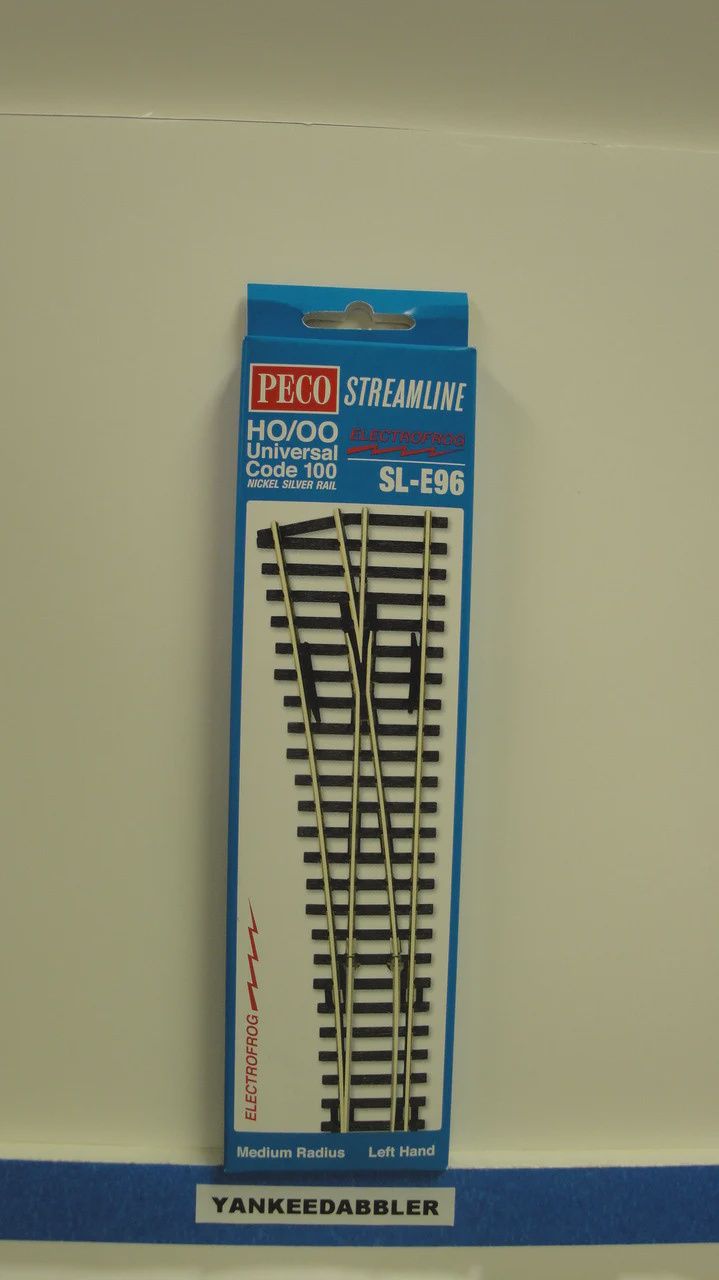 PECO STREAMLINE
HO/OO
Universal
Code 100
NICKEL SILVER RAIL
ELECTROFROG
SL-E96
ELECTROFROG
Medium Radius Left Hand
YANKEEDABBLER